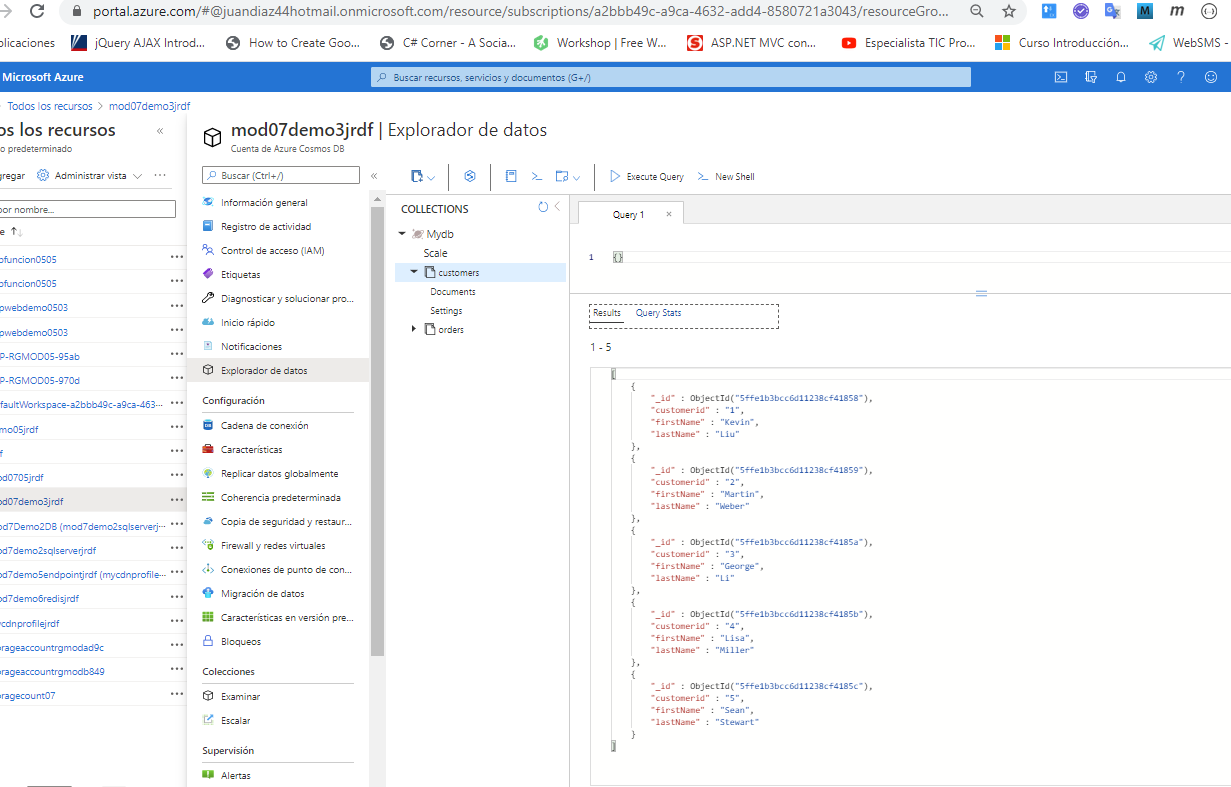 portal.azure.com/#@juandiaz44hotmail.onmicrosoft.com/resource/subscriptions/a2bbb49c-a9ca-4632-add4-8580721a3043/resourceGro...
plicaciones jQuery AJAX Introd... How to Create Goo... C# Corner - A Socia... Workshop | Free W... ASP.NET MVC con... Especialista TIC Pro... Curso Introducción... WebSMS -
Microsoft Azure
Buscar recursos, servicios y documentos (G+/)
Todos los recursos > mod07demo3jrdf
os los recursos
o predeterminado
regar Administrar vista
por nombre...
e ↑↓
ofuncion0505
ofuncion0505
pwebdemo0503
pwebdemo0503
P-RGMOD05-95ab
P-RGMOD05-970d
faultWorkspace-a2bbb49c-a9ca-463-...
mo05jrdf
f
od0705jrdf
od07demo3jrdf
od7Demo2DB (mod7demo2sqlserverj...
od7demo2sqlserverjrdf
od7demo5endpointjrdf (mycdnprofile...
od7demo6redisjrdf
ycdnprofilejrdf
orageaccountrgmodad9c
orageaccountrgmodb849
oragecount07
mod07demo3jrdf | Explorador de datos
Cuenta de Azure Cosmos DB
Buscar (Ctrl+/)
Información general
Registro de actividad
Control de acceso (IAM)
Etiquetas
Diagnosticar y solucionar pro...
Inicio rápido
Notificaciones
Explorador de datos
Configuración
Cadena de conexión
Características
Replicar datos globalmente
Coherencia predeterminada
Copia de seguridad y restaur...
Firewall y redes virtuales
Conexiones de punto de con...
Migración de datos
Características en versión pre...
Bloqueos
Colecciones
Examinar
Escalar
Supervisión
Alertas
Execute Query New Shell
COLLECTIONS
Mydb
Scale
customers
Documents
Settings
orders
Query 1 ×
1 {}
Results Query Stats
1 - 5
[
{
"_id" : ObjectId("5ffe1b3bcc6d11238cf41858"),
"customerid" : "1",
"firstName" : "Kevin",
"lastName" : "Liu"
},
{
"_id" : ObjectId("5ffe1b3bcc6d11238cf41859"),
"customerid" : "2",
"firstName" : "Martin",
"lastName" : "Weber"
},
{
"_id" : ObjectId("5ffe1b3bcc6d11238cf4185a"),
"customerid" : "3",
"firstName" : "George",
"lastName" : "Li"
},
{
"_id" : ObjectId("5ffe1b3bcc6d11238cf4185b"),
"customerid" : "4",
"firstName" : "Lisa",
"lastName" : "Miller"
},
{
"_id" : ObjectId("5ffe1b3bcc6d11238cf4185c"),
"customerid" : "5",
"firstName" : "Sean",
"lastName" : "Stewart"
}
]